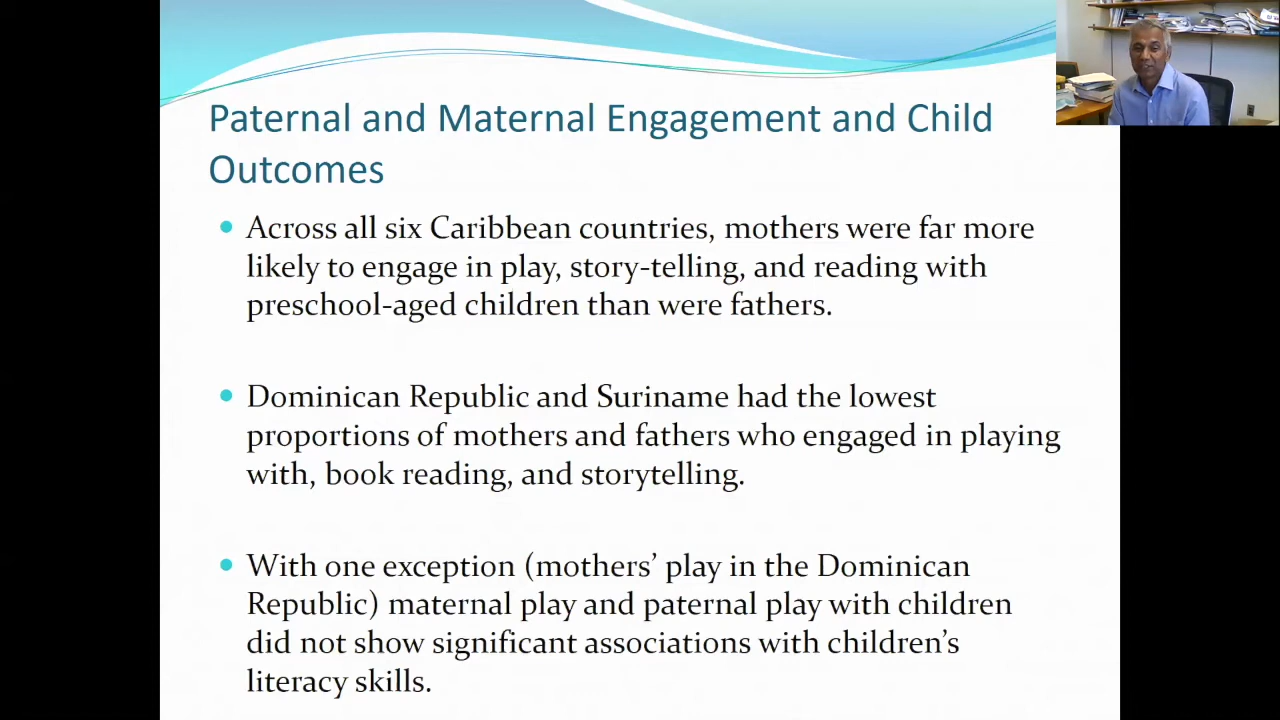 Paternal and Maternal Engagement and Child
Outcomes
Across all six Caribbean countries, mothers were far more
likely to engage in play, story-telling, and reading with
preschool-aged children than were fathers.
Dominican Republic and Suriname had the lowest
proportions of mothers and fathers who engaged in playing
with, book reading, and storytelling.
With one exception (mothers’ play in the Dominican
Republic) maternal play and paternal play with children
did not show significant associations with children’s
literacy skills.